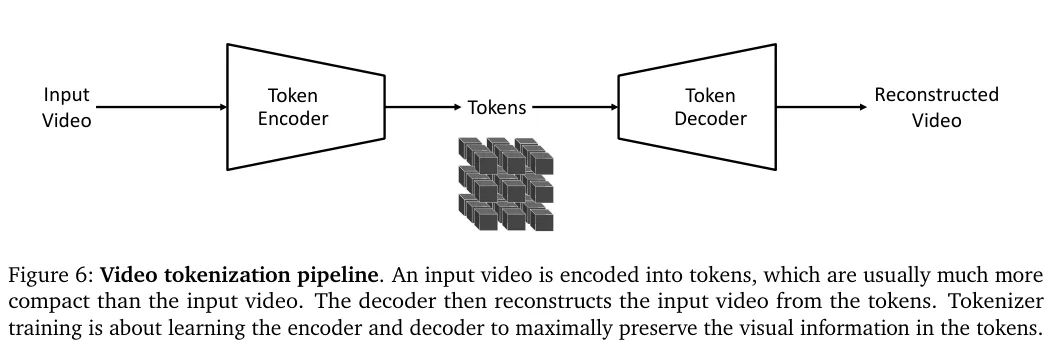 Input
Video
Token
Encoder
Tokens
Token
Decoder
Reconstructed
Video
Figure 6: Video tokenization pipeline. An input video is encoded into tokens, which are usually much more
compact than the input video. The decoder then reconstructs the input video from the tokens. Tokenizer
training is about learning the encoder and decoder to maximally preserve the visual information in the tokens.